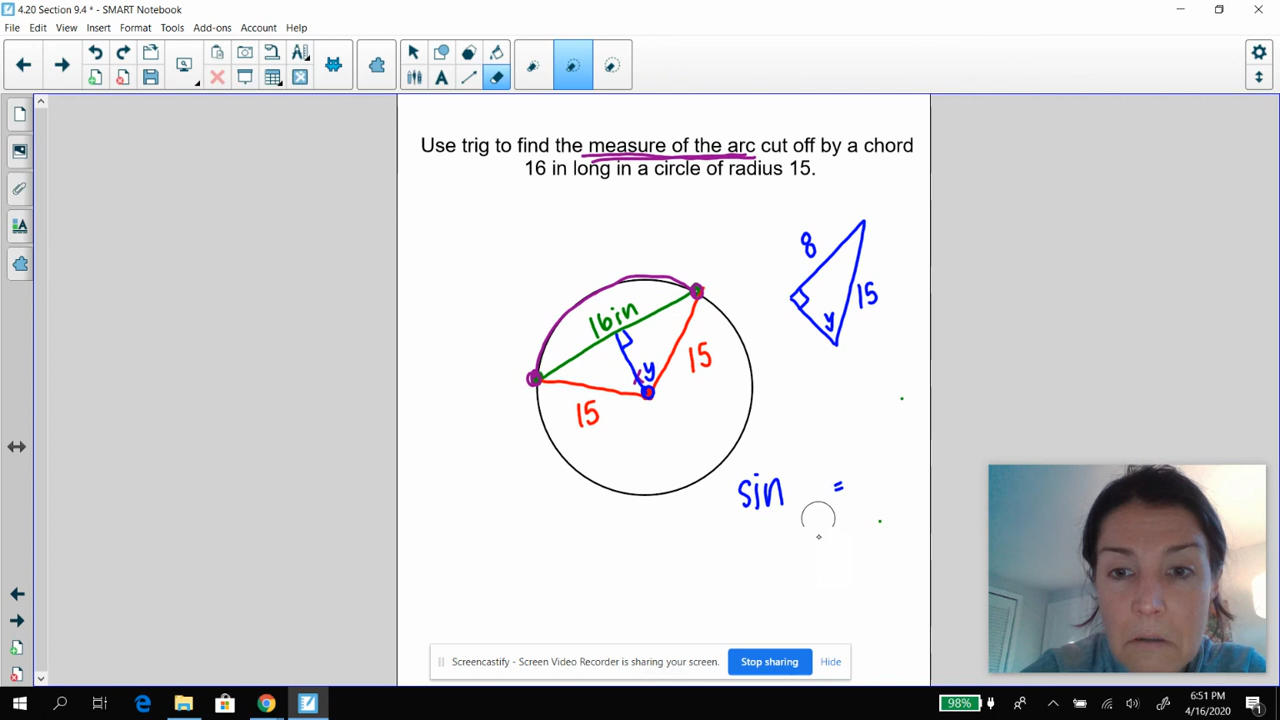 4.20 Section 9.4 * - SMART Notebook
File Edit View Insert Format Tools Add-ons Account Help
Use trig to find the measure of the arc cut off by a chord
16 in long in a circle of radius 15.
8
15
y
16in
y
15
15
sin =
Screencastify - Screen Video Recorder is sharing your screen. Stop sharing Hide
98%
6:51 PM
4/16/2020
1